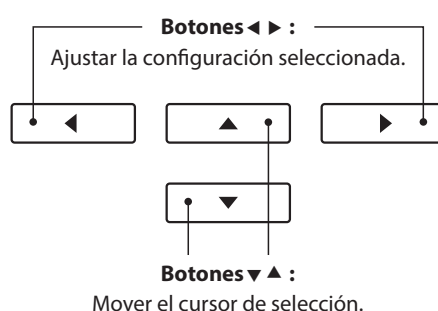 Botones ◀ ▶ :
Ajustar la configuración seleccionada.
◀ ▲ ▶
▼
Botones ▼ ▲ :
Mover el cursor de selección.